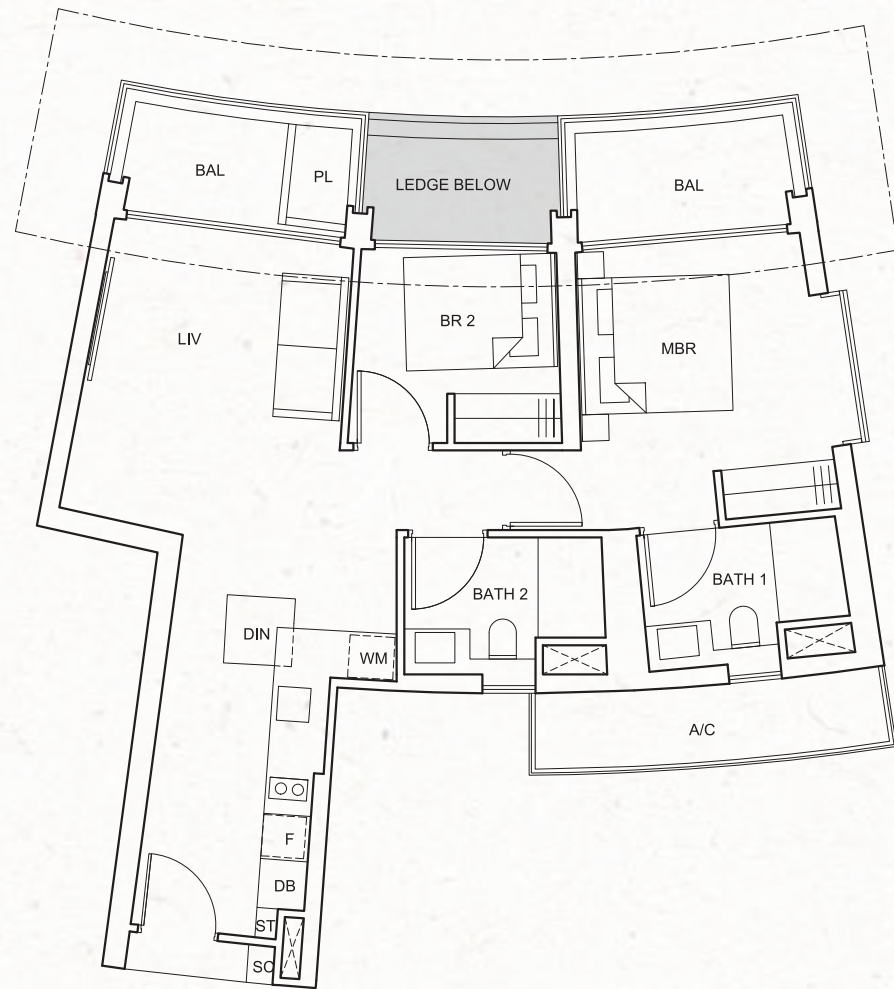 BAL
PL
LEDGE BELOW
BAL
LIV
BR 2
MBR
BATH 2
BATH 1
DIN
WM
A/C
F
DB
ST
SC